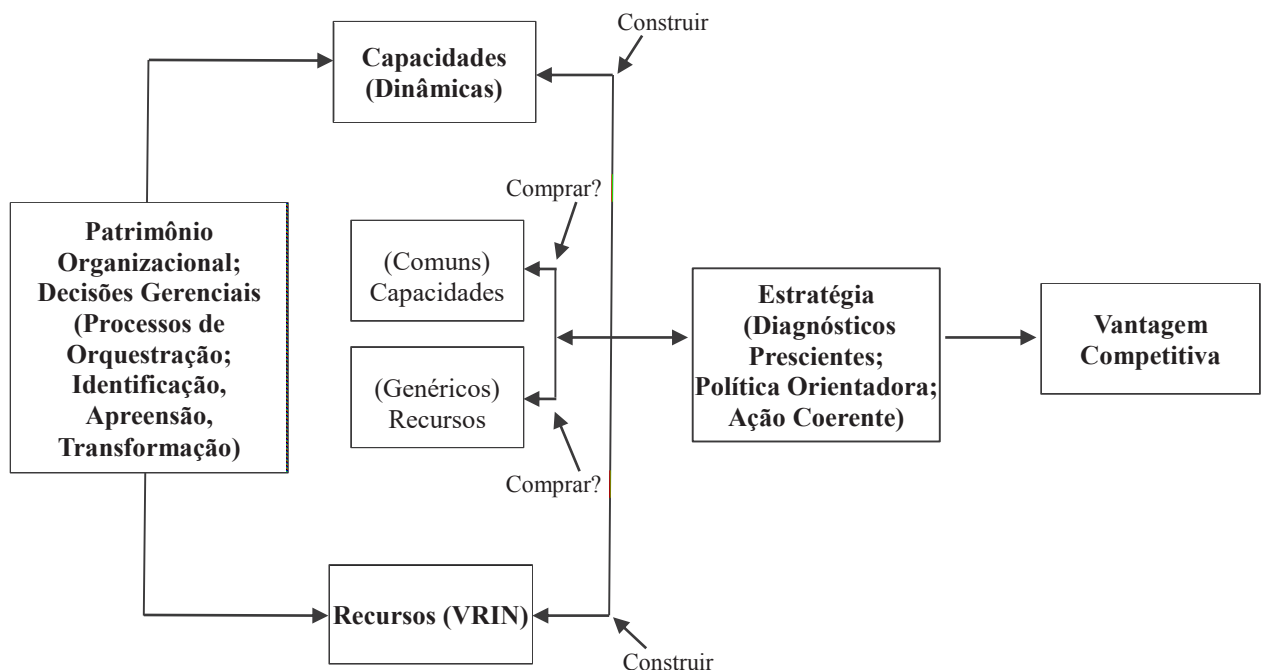 Construir
Capacidades
(Dinâmicas)
Comprar?
Patrimônio
Organizacional;
Decisões Gerenciais
(Processos de
Orquestração;
Identificação,
Apreensão,
Transformação)
(Comuns)
Capacidades
(Genéricos)
Recursos
Comprar?
Estratégia
(Diagnósticos
Prescientes;
Política Orientadora;
Ação Coerente)
Vantagem
Competitiva
Recursos (VRIN)
Construir